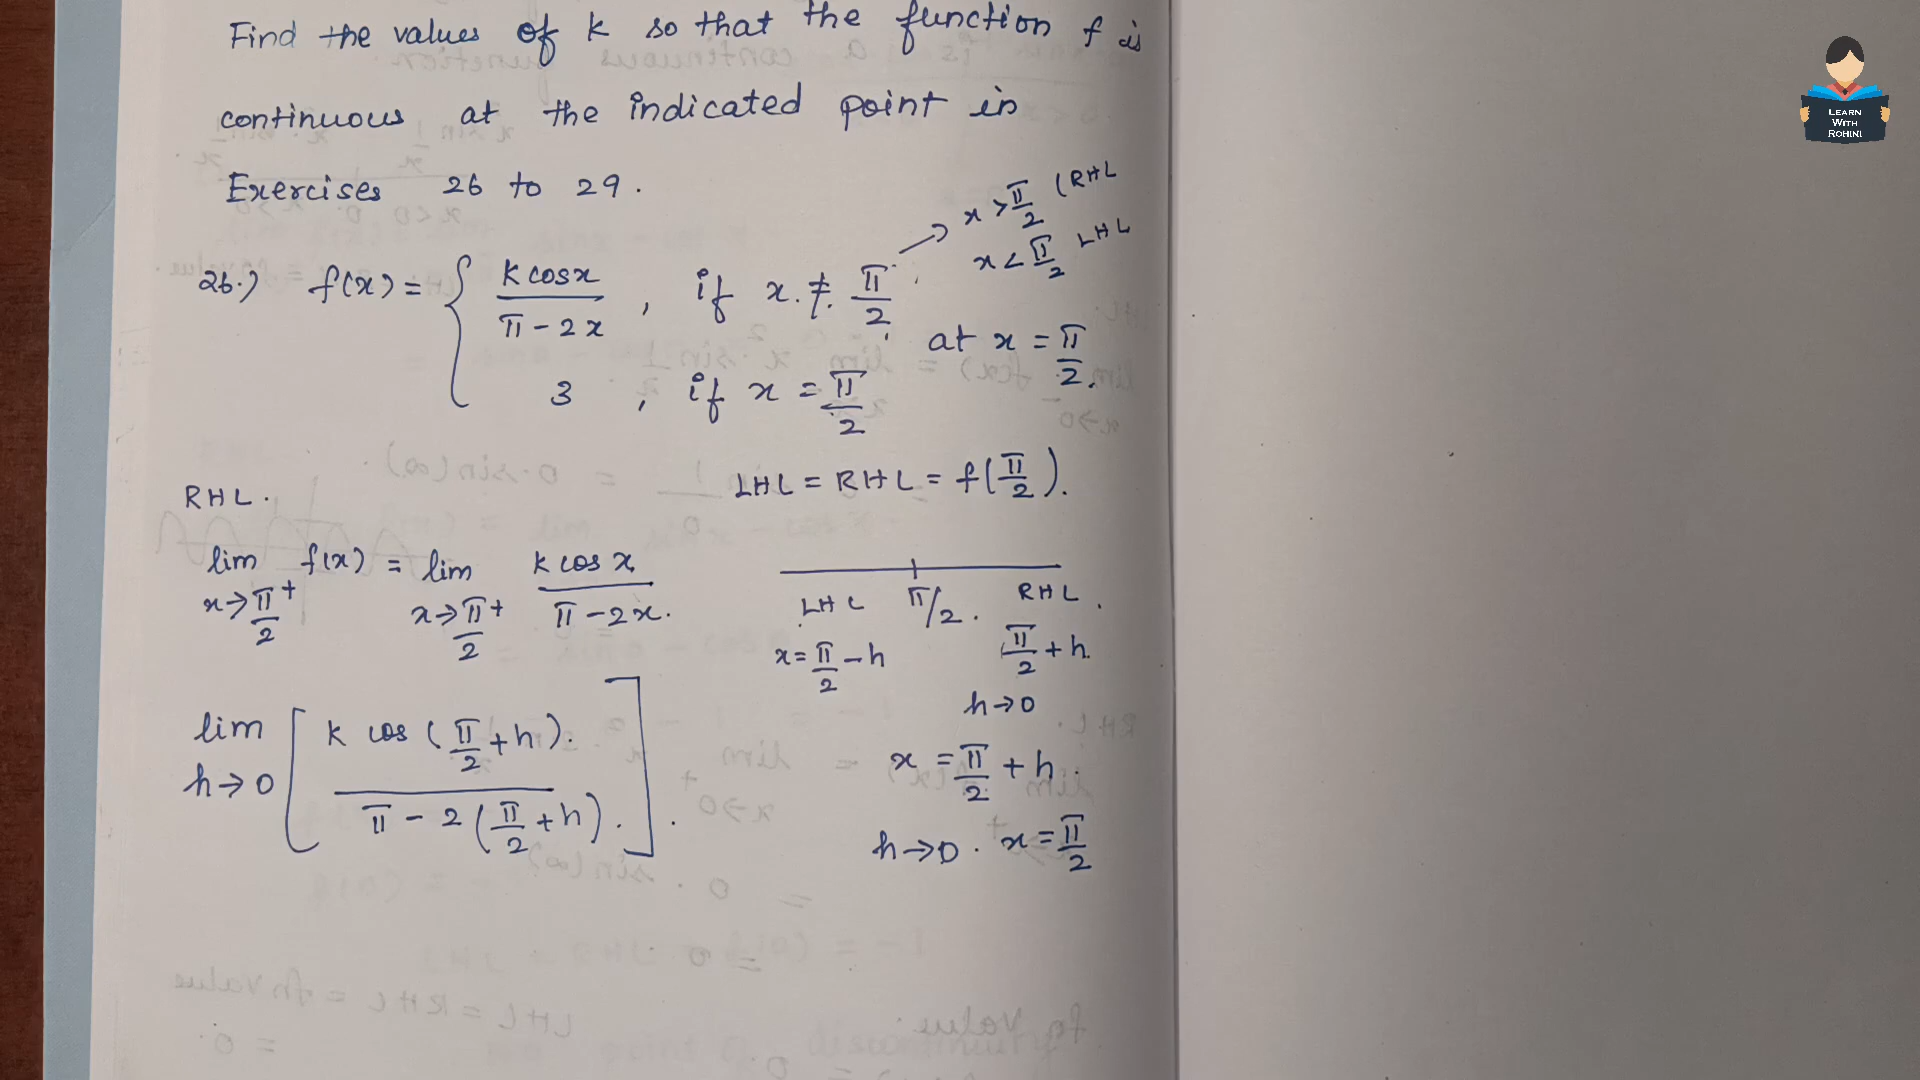 Find the values of k so that the function f is
continuous at the indicated point in
Exercises 26 to 29.
x > π/2 (RHL
x < π/2 LHL
26.) f(x) = { k cosx / π - 2x , if x ≠ π/2
at x = π/2.
3 , if x = π/2
RHL. LHL = RHL = f(π/2).
lim x→π/2+ f(x) = lim x→π/2+ k cos x / π - 2x.
LHL π/2. RHL.
x = π/2 - h π/2 + h.
h→0
lim h→0 [ k cos (π/2 + h). / π - 2(π/2 + h). ].
x = π/2 + h.
h→0. x = π/2
LEARN
WITH
ROHINI